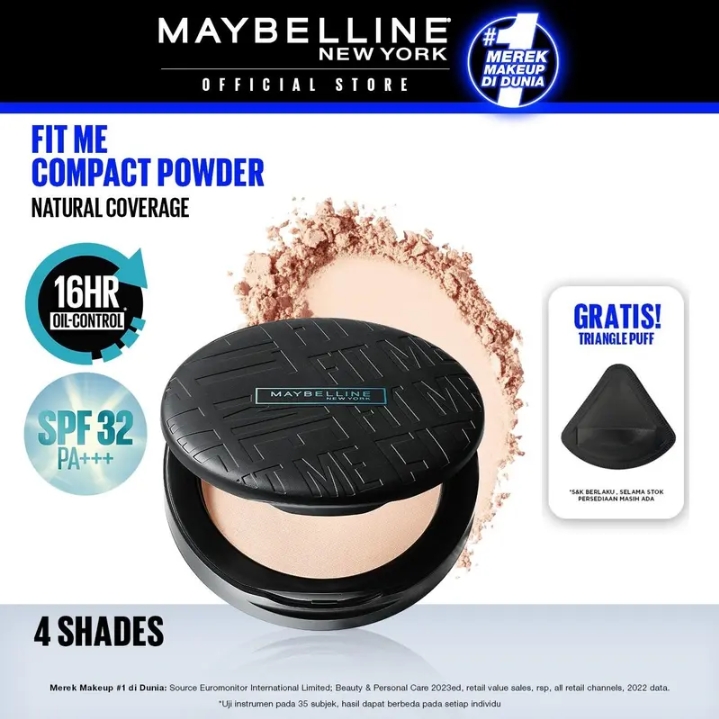 MAYBELLINE
NEW YORK
OFFICIAL STORE
#1
MEREK
MAKEUP
DI DUNIA
FIT ME
COMPACT POWDER
NATURAL COVERAGE
16HR
OIL-CONTROL
SPF 32
PA+++
FIT ME
MAYBELLINE
NEW YORK
GRATIS!
TRIANGLE PUFF
*S&K BERLAKU, SELAMA STOK
PERSEDIAAN MASIH ADA
4 SHADES
Merek Makeup #1 di Dunia: Source Euromonitor International Limited; Beauty & Personal Care 2023ed, retail value sales, rsp, all retail channels, 2022 data.
*Uji instrumen pada 35 subjek, hasil dapat berbeda pada setiap individu